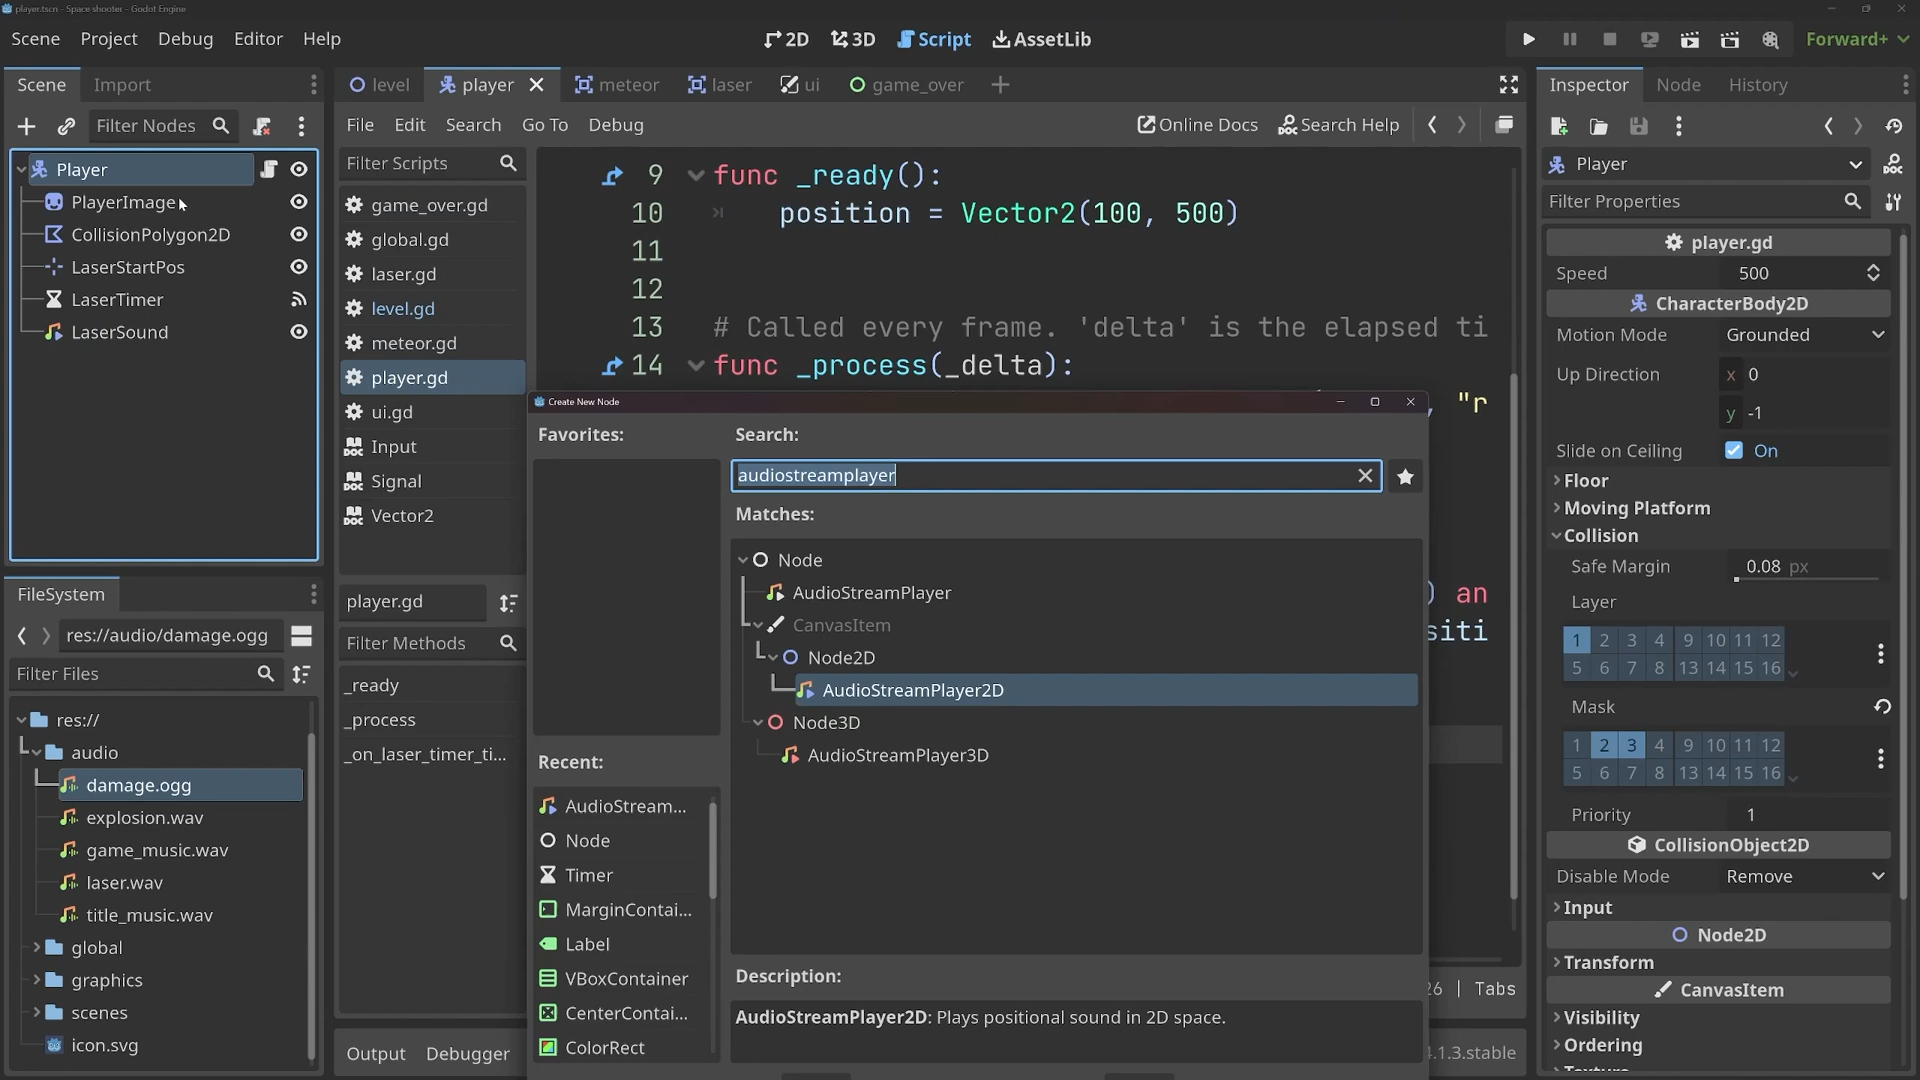 player.tscn - Space shooter - Godot Engine
Scene Project Debug Editor Help
2D 3D Script AssetLib
Forward+
Scene Import
level player meteor laser ui game_over
Inspector Node History
Filter Nodes
File Edit Search Go To Debug
Online Docs Search Help
Player
PlayerImage
CollisionPolygon2D
LaserStartPos
LaserTimer
LaserSound
Filter Scripts
game_over.gd
global.gd
laser.gd
level.gd
meteor.gd
player.gd
ui.gd
Input
Signal
Vector2
player.gd
Filter Methods
_ready
_process
_on_laser_timer_ti...
9 func _ready():
10 position = Vector2(100, 500)
11
12
13 # Called every frame. 'delta' is the elapsed ti
14 func _process(_delta):
, "r
) an
siti
26 | Tabs
4.1.3.stable
Output Debugger
FileSystem
res://audio/damage.ogg
Filter Files
res://
audio
damage.ogg
explosion.wav
game_music.wav
laser.wav
title_music.wav
global
graphics
scenes
icon.svg
Create New Node
Favorites:
Search:
audiostreamplayer
Matches:
Node
AudioStreamPlayer
CanvasItem
Node2D
AudioStreamPlayer2D
Node3D
AudioStreamPlayer3D
Recent:
AudioStream...
Node
Timer
MarginContai...
Label
VBoxContainer
CenterContai...
ColorRect
Description:
AudioStreamPlayer2D: Plays positional sound in 2D space.
Player
Filter Properties
player.gd
Speed 500
CharacterBody2D
Motion Mode Grounded
Up Direction x 0
y -1
Slide on Ceiling On
Floor
Moving Platform
Collision
Safe Margin 0.08 px
Layer
1 2 3 4 9 10 11 12
5 6 7 8 13 14 15 16
Mask
1 2 3 4 9 10 11 12
5 6 7 8 13 14 15 16
Priority 1
CollisionObject2D
Disable Mode Remove
Input
Node2D
Transform
CanvasItem
Visibility
Ordering